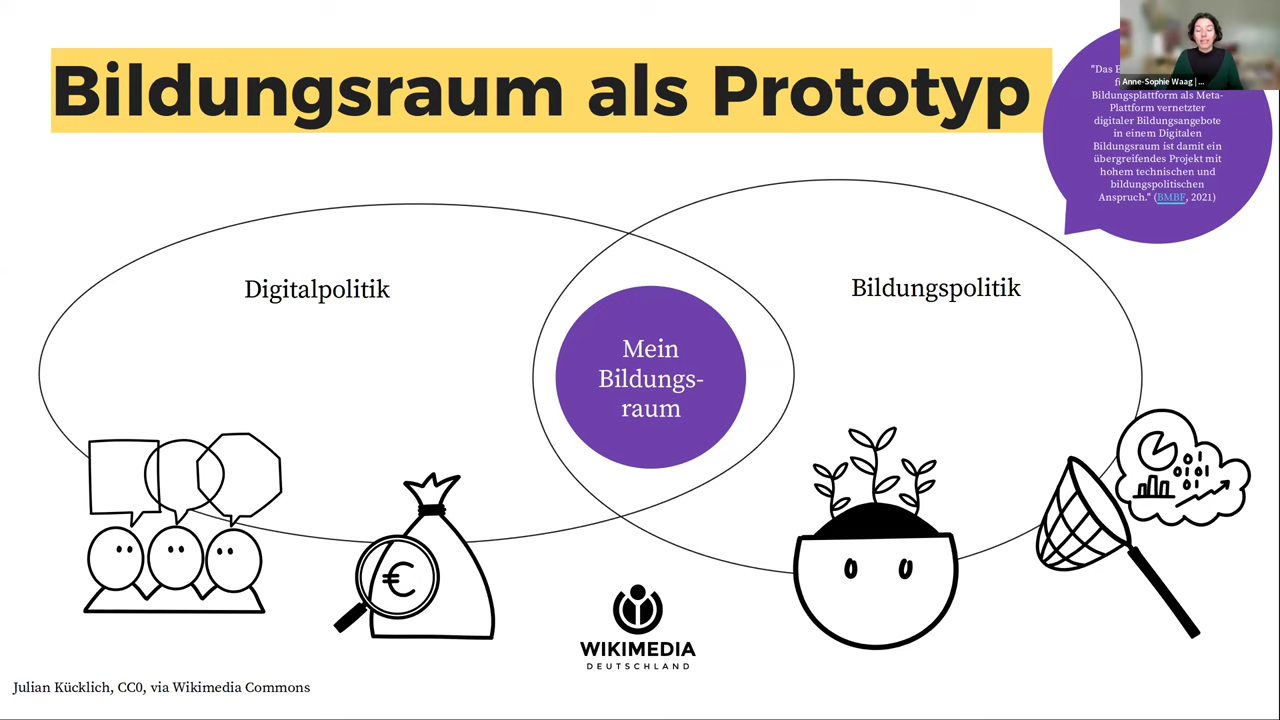 Bildungsraum als Prototyp
Anne-Sophie Waag | ...
"Das
Bildungsplattform als Meta-
Plattform vernetzter
digitaler Bildungsangebote
in einem Digitalen
Bildungsraum ist damit ein
übergreifendes Projekt mit
hohem technischen und
bildungspolitischen
Anspruch." (BMBF, 2021)
Digitalpolitik
Bildungspolitik
Mein
Bildungs-
raum
€
WIKIMEDIA
DEUTSCHLAND
Julian Kücklich, CC0, via Wikimedia Commons